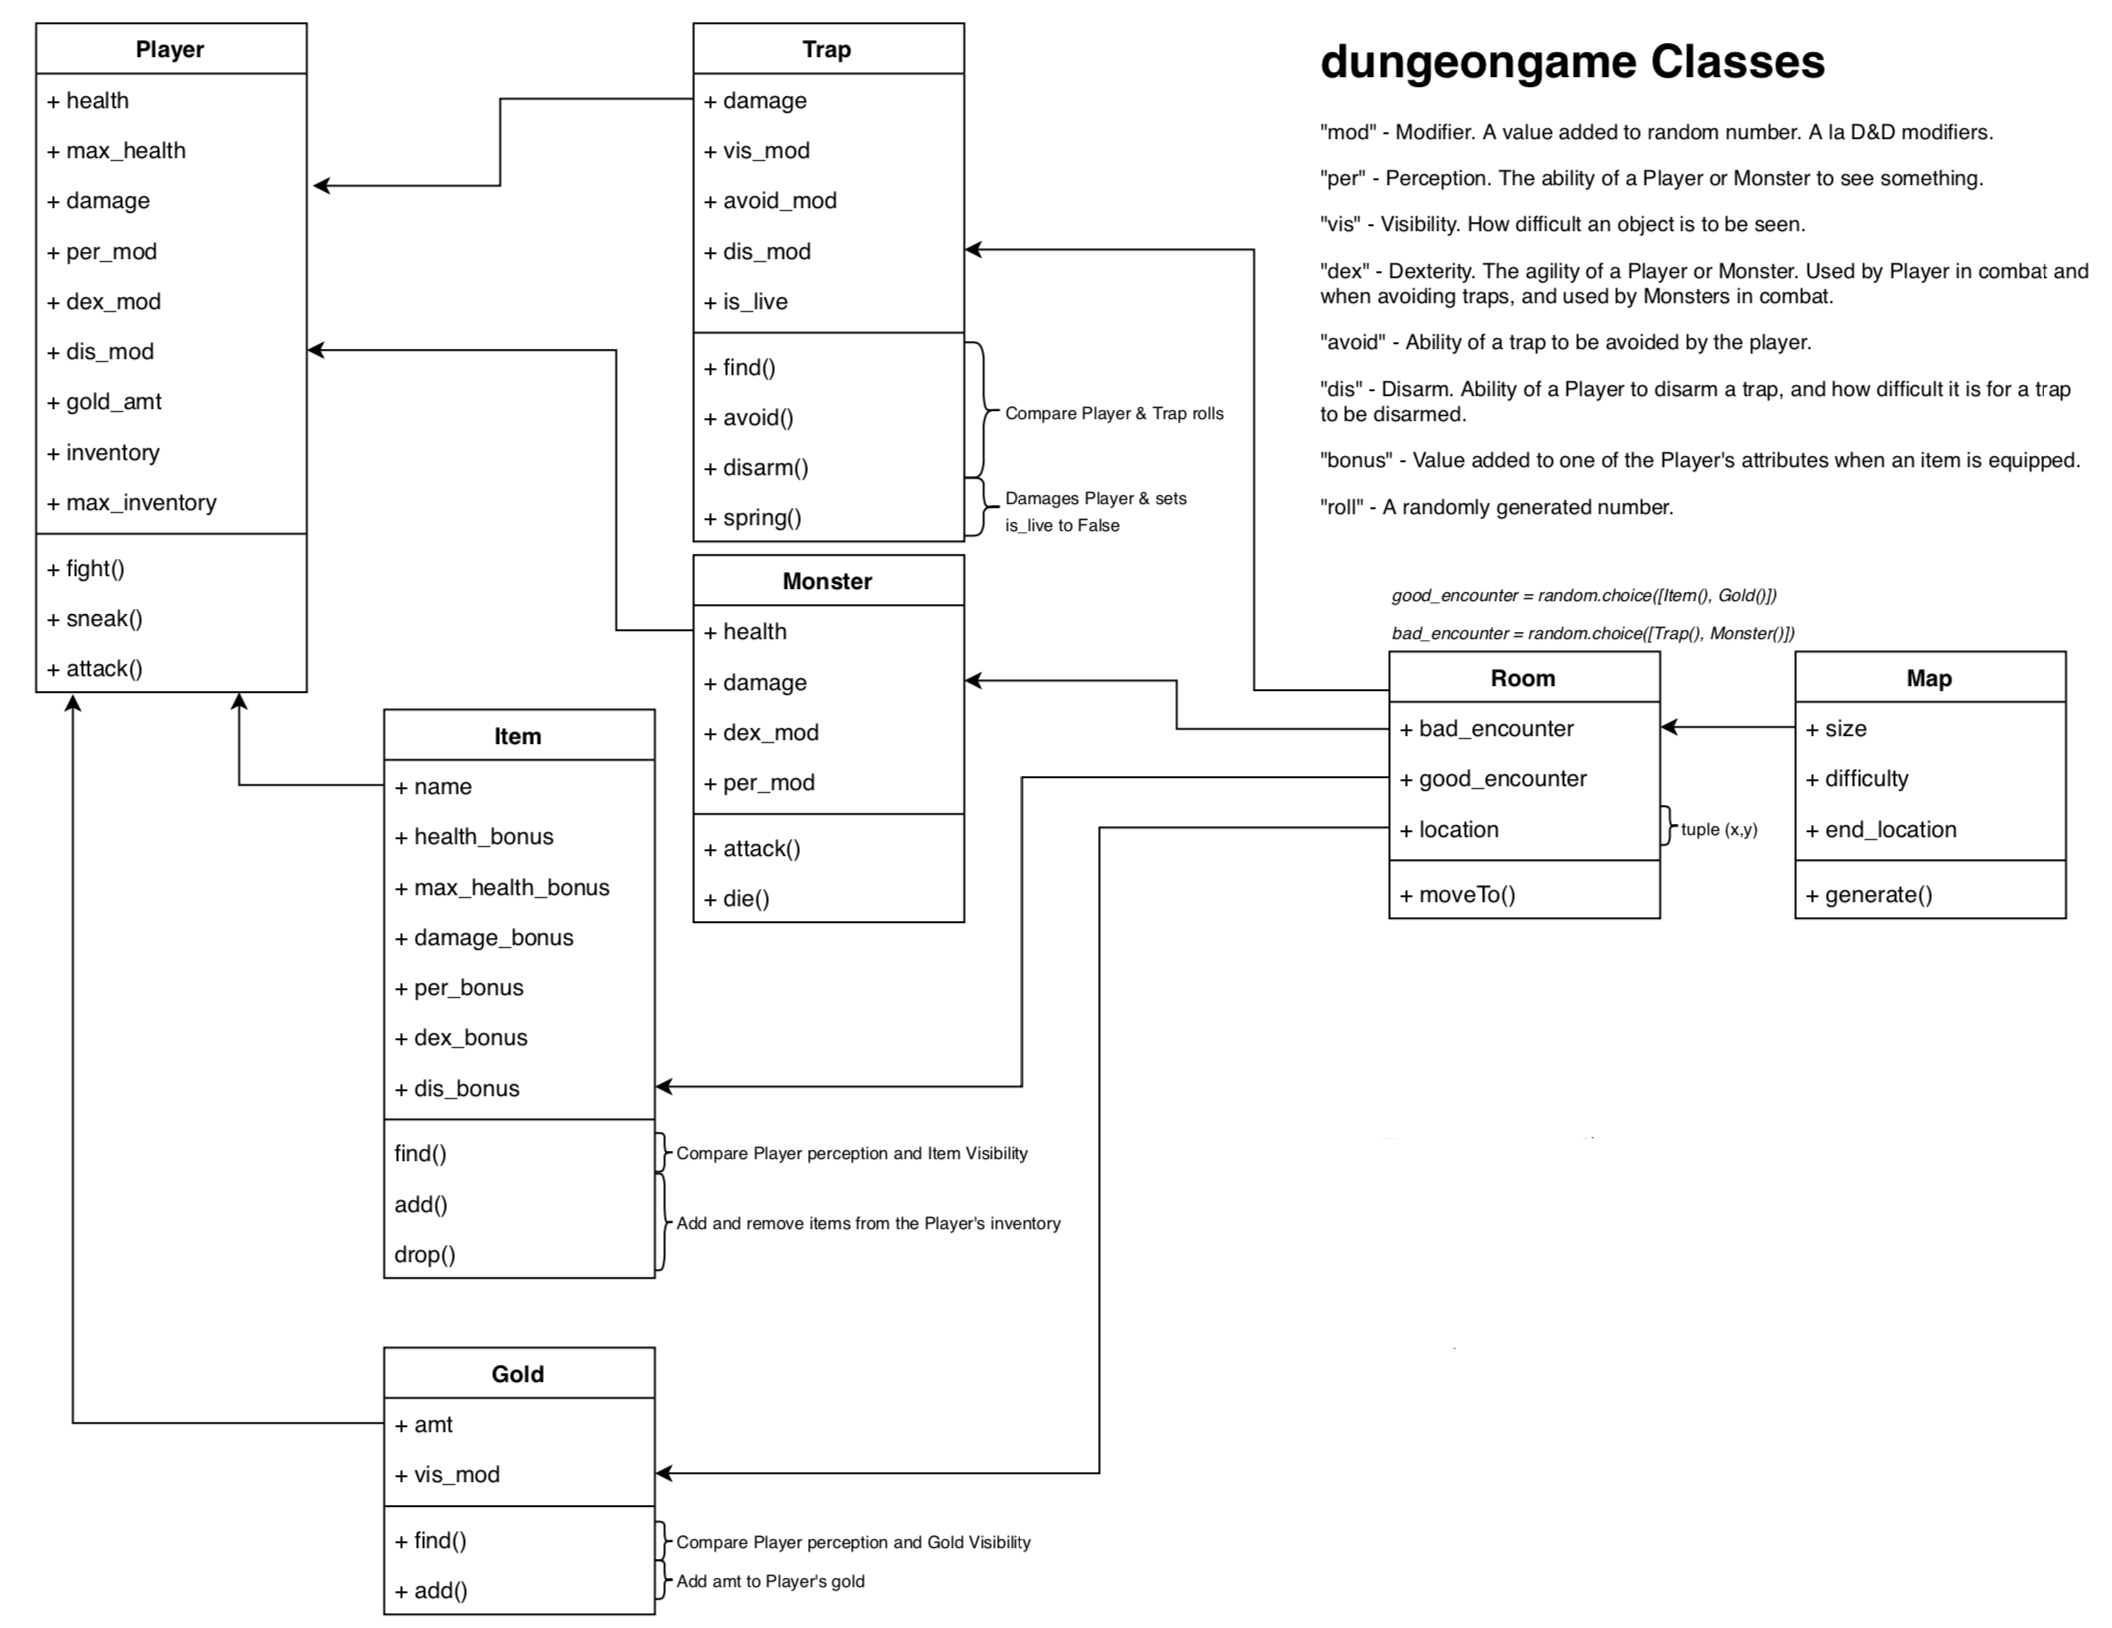 Player
+ health
+ max_health
+ damage
+ per_mod
+ dex_mod
+ dis_mod
+ gold_amt
+ inventory
+ max_inventory
+ fight()
+ sneak()
+ attack()
Trap
+ damage
+ vis_mod
+ avoid_mod
+ dis_mod
+ is_live
+ find()
+ avoid()
+ disarm()
+ spring()
Compare Player & Trap rolls
Damages Player & sets
is_live to False
Monster
+ health
+ damage
+ dex_mod
+ per_mod
+ attack()
+ die()
Item
+ name
+ health_bonus
+ max_health_bonus
+ damage_bonus
+ per_bonus
+ dex_bonus
+ dis_bonus
find()
add()
drop()
Compare Player perception and Item Visibility
Add and remove items from the Player's inventory
Gold
+ amt
+ vis_mod
+ find()
+ add()
Compare Player perception and Gold Visibility
Add amt to Player's gold
dungeongame Classes
"mod" - Modifier. A value added to random number. A la D&D modifiers.
"per" - Perception. The ability of a Player or Monster to see something.
"vis" - Visibility. How difficult an object is to be seen.
"dex" - Dexterity. The agility of a Player or Monster. Used by Player in combat and
when avoiding traps, and used by Monsters in combat.
"avoid" - Ability of a trap to be avoided by the player.
"dis" - Disarm. Ability of a Player to disarm a trap, and how difficult it is for a trap
to be disarmed.
"bonus" - Value added to one of the Player's attributes when an item is equipped.
"roll" - A randomly generated number.
good_encounter = random.choice([Item(), Gold()])
bad_encounter = random.choice([Trap(), Monster()])
Room
+ bad_encounter
+ good_encounter
+ location
+ moveTo()
tuple (x,y)
Map
+ size
+ difficulty
+ end_location
+ generate()